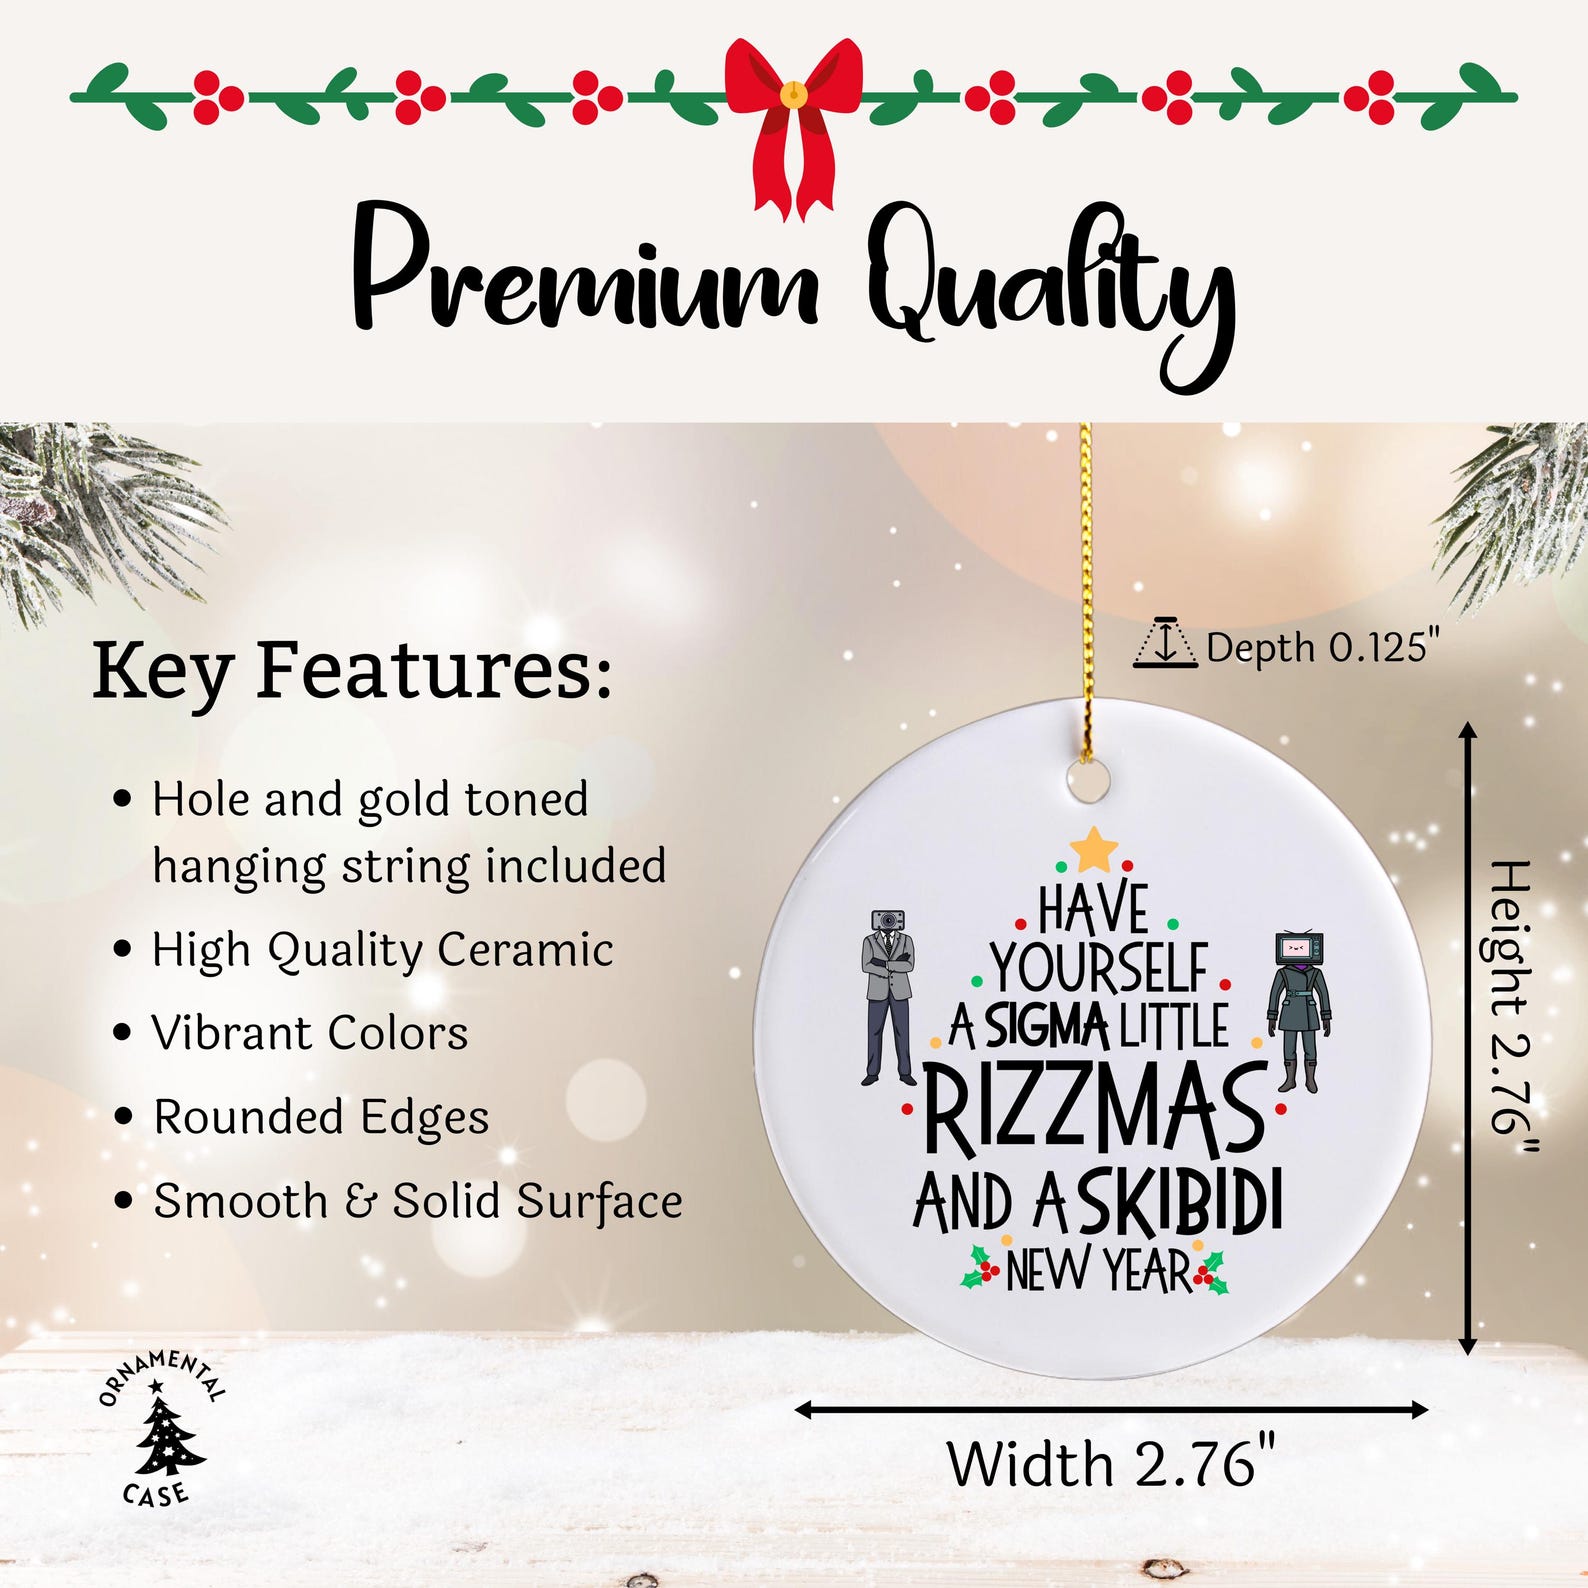 Premium Quality
Key Features:
Hole and gold toned
hanging string included
High Quality Ceramic
Vibrant Colors
Rounded Edges
Smooth & Solid Surface
Depth 0.125"
HAVE
YOURSELF
A SIGMA LITTLE
RIZZMAS
AND A SKIBIDI
NEW YEAR
Height 2.76"
Width 2.76"
ORNAMENTAL
CASE